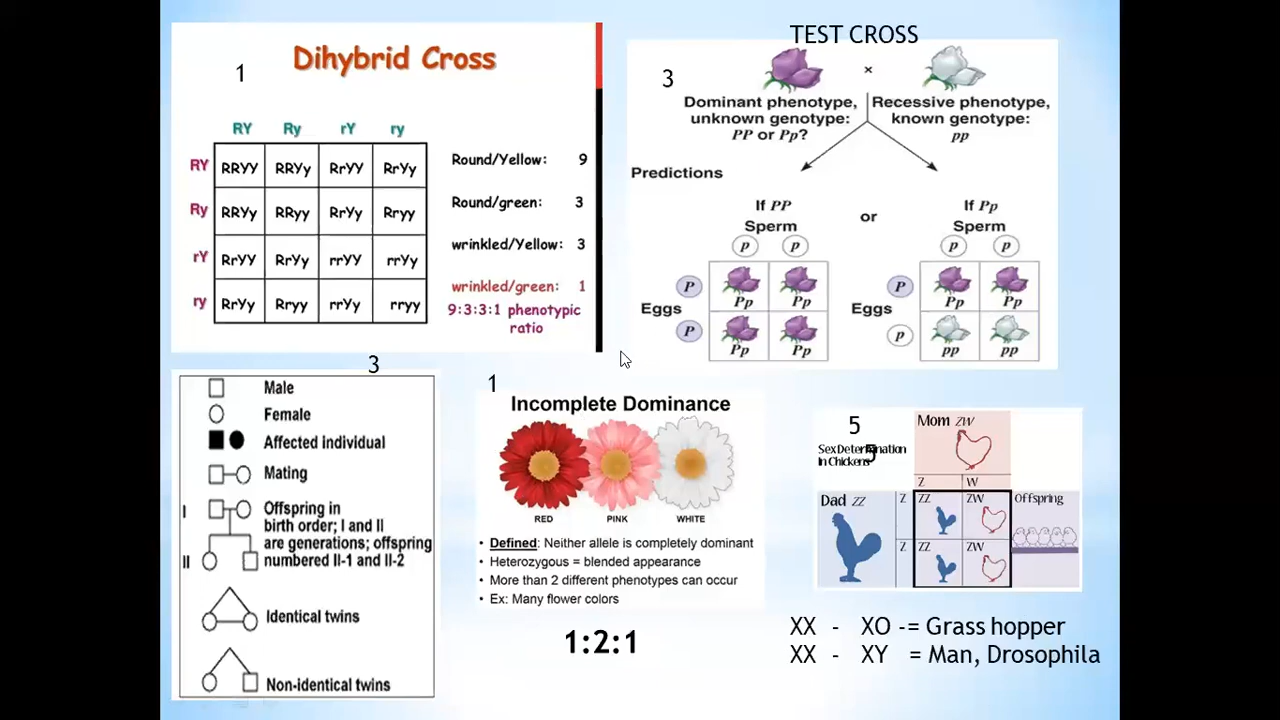 1
Dihybrid Cross
RY Ry rY ry
RY RRYY RRYy RrYY RrYy
Ry RRYy RRyy RrYy Rryy
rY RrYY RrYy rrYY rrYy
ry RrYy Rryy rrYy rryy
Round/Yellow: 9
Round/green: 3
wrinkled/Yellow: 3
wrinkled/green: 1
9:3:3:1 phenotypic
ratio
TEST CROSS
3
×
Dominant phenotype,
unknown genotype:
PP or Pp?
Recessive phenotype,
known genotype:
pp
Predictions
If PP
Sperm
p p
Eggs
P Pp Pp
P Pp Pp
or
If Pp
Sperm
p p
Eggs
P Pp Pp
p pp pp
3
Male
Female
Affected individual
Mating
I
II
Offspring in
birth order; I and II
are generations; offspring
numbered II-1 and II-2
Identical twins
Non-identical twins
1
Incomplete Dominance
RED PINK WHITE
• Defined: Neither allele is completely dominant
• Heterozygous = blended appearance
• More than 2 different phenotypes can occur
• Ex: Many flower colors
1:2:1
5
5
Sex Determination
In Chickens
Mom ZW
Z W
Dad ZZ
Z ZZ ZW
Z ZZ ZW
Offspring
XX - XO -= Grass hopper
XX - XY = Man, Drosophila